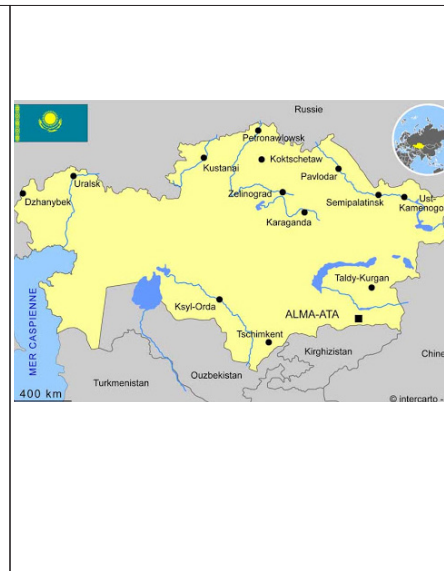 Russie
Petronawlowsk
Kustanai
Koktschetaw
Pavlodar
Uralsk
Dzhanybek
Zelinograd
Semipalatinsk
Ust-
Kamenogo
Karaganda
MER CASPIENNE
Taldy-Kurgan
Ksyl-Orda
ALMA-ATA
Tschimkent
Kirghizistan
Chine
Ouzbekistan
Turkmenistan
400 km
© intercarto -